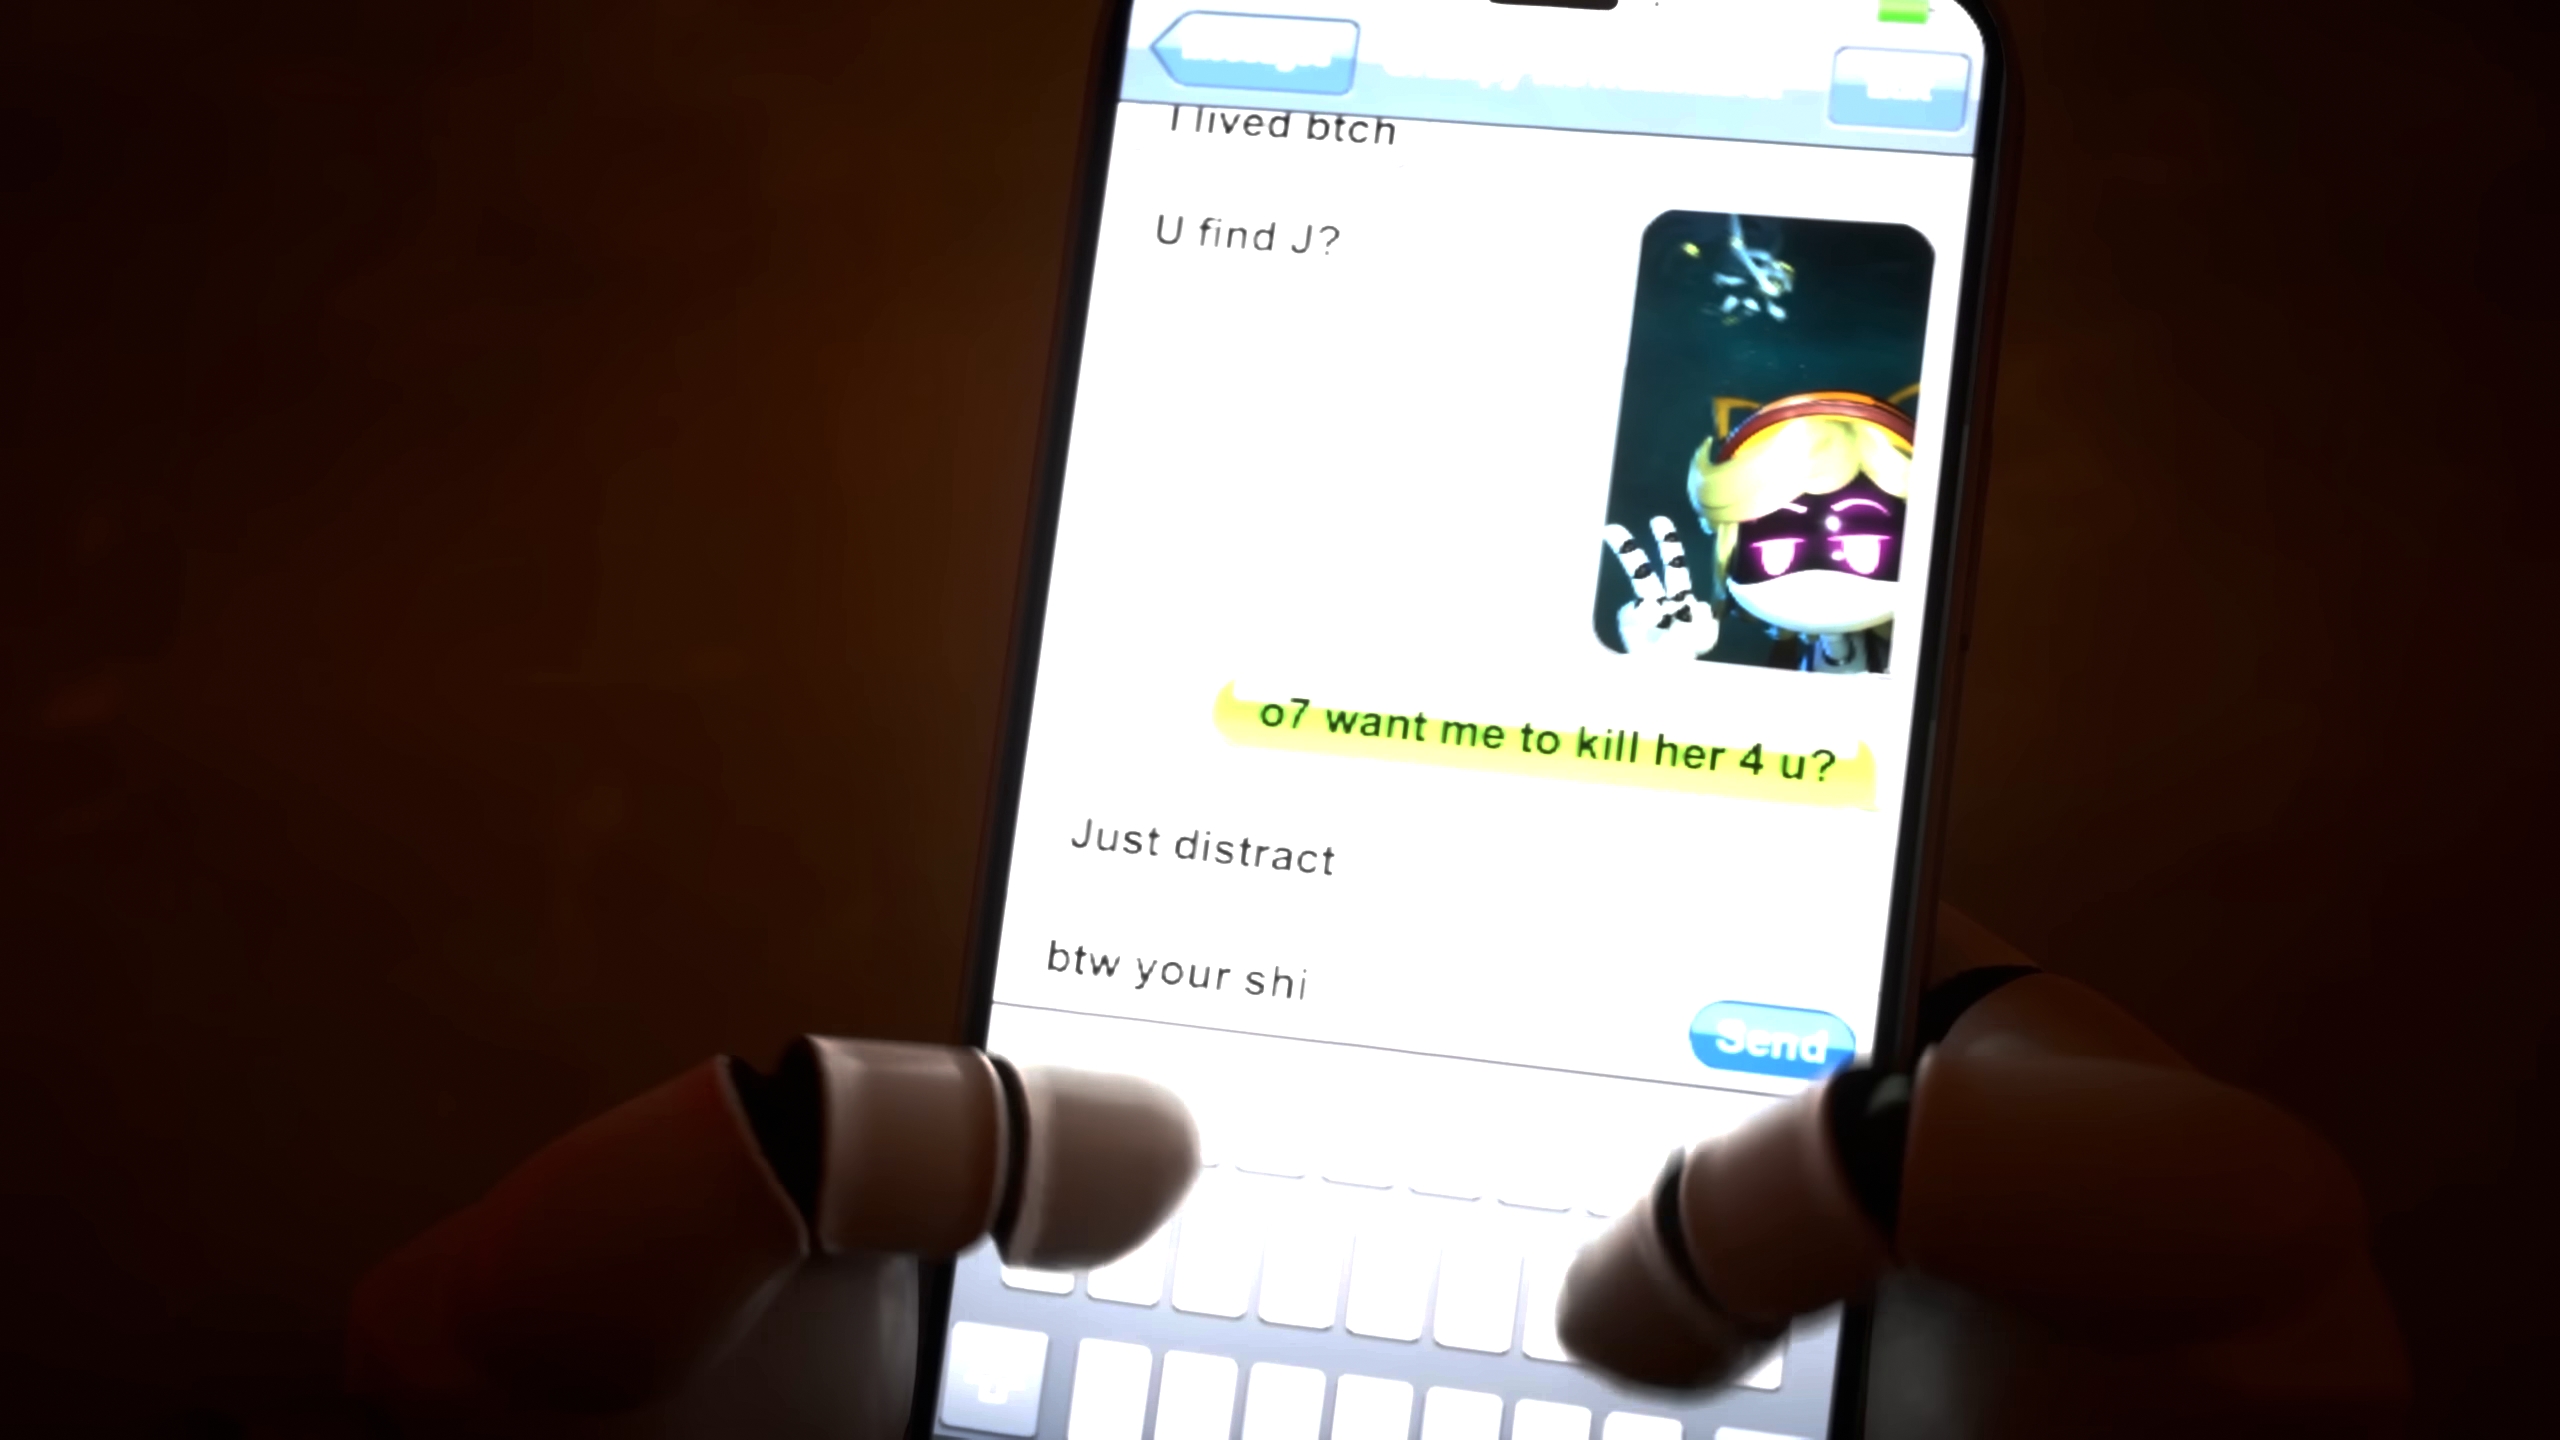 I lived btch
U find J?
o7 want me to kill her 4 u?
Just distract
btw your shi
Send